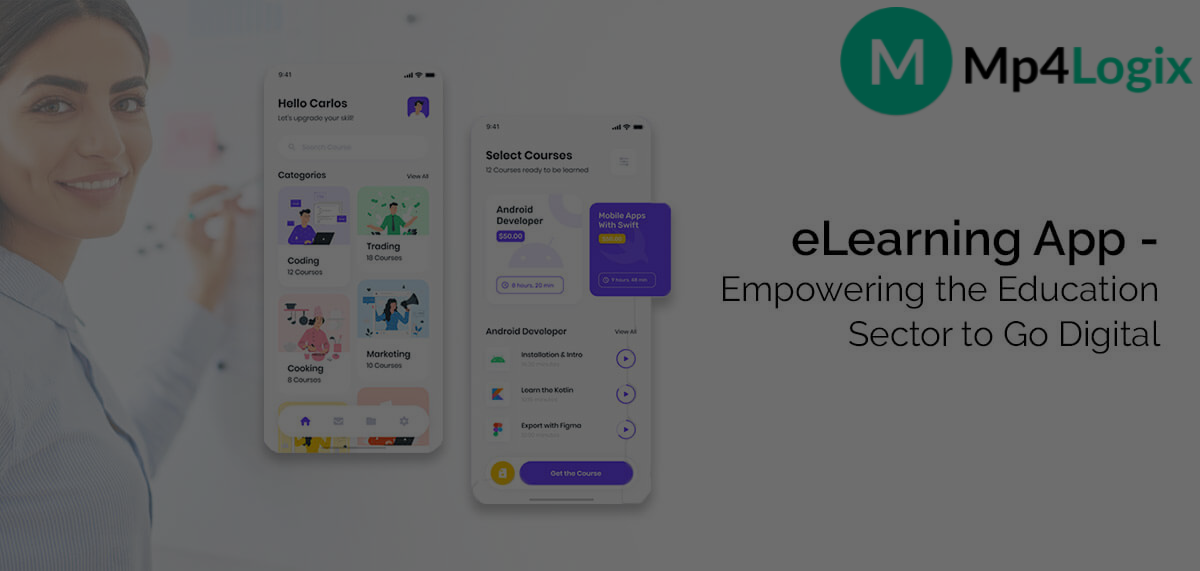 M Mp4Logix
eLearning App -
Empowering the Education
Sector to Go Digital
9:41
Hello Carlos
Let's upgrade your skill!
Search Course
Categories
View All
Coding
12 Courses
Trading
18 Courses
Cooking
8 Courses
Marketing
10 Courses
9:41
Select Courses
12 Courses ready to be learned
Android
Developer
$50.00
8 hours, 20 min
Mobile Apps
With Swift
Android Developer
View All
Installation & Intro
Learn the Kotlin
Export with Figma
Get the Course